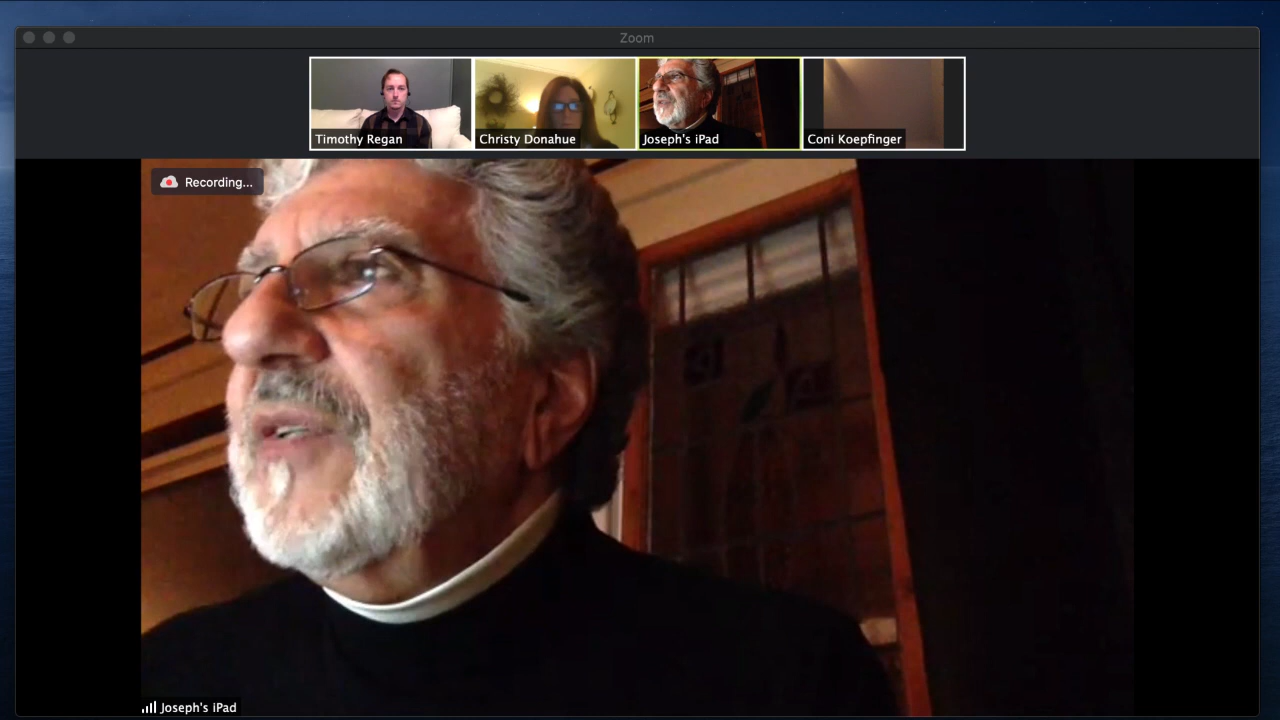 Zoom
Timothy Regan
Christy Donahue
Joseph's iPad
Coni Koepfinger
Recording...
Joseph's iPad